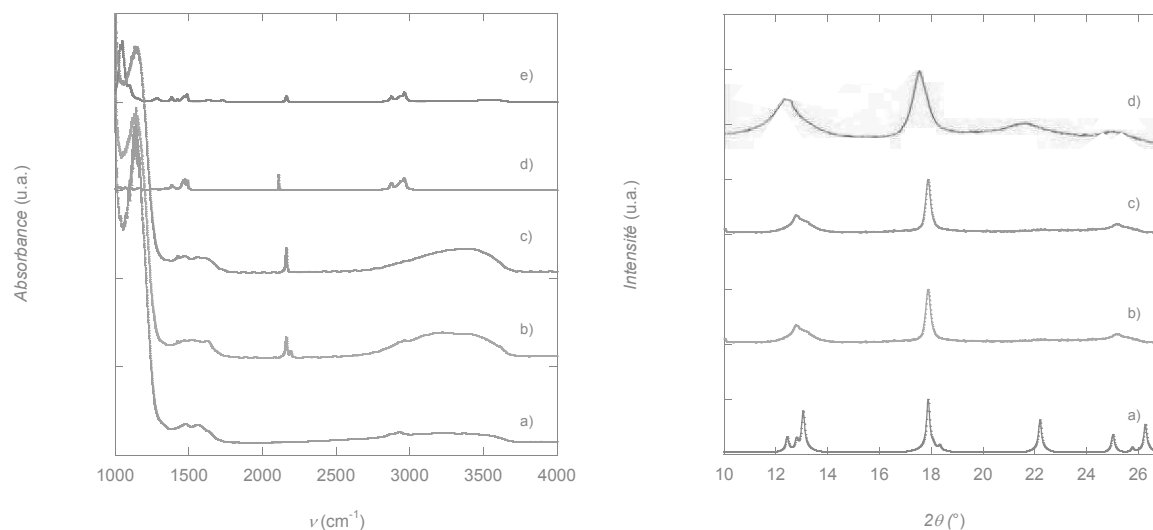 e)
d)
c)
b)
a)
Absorbance (u.a.)
1000 1500 2000 2500 3000 3500 4000
ν (cm⁻¹)
d)
c)
b)
a)
Intensité (u.a.)
10 12 14 16 18 20 22 24 26
2θ (°)